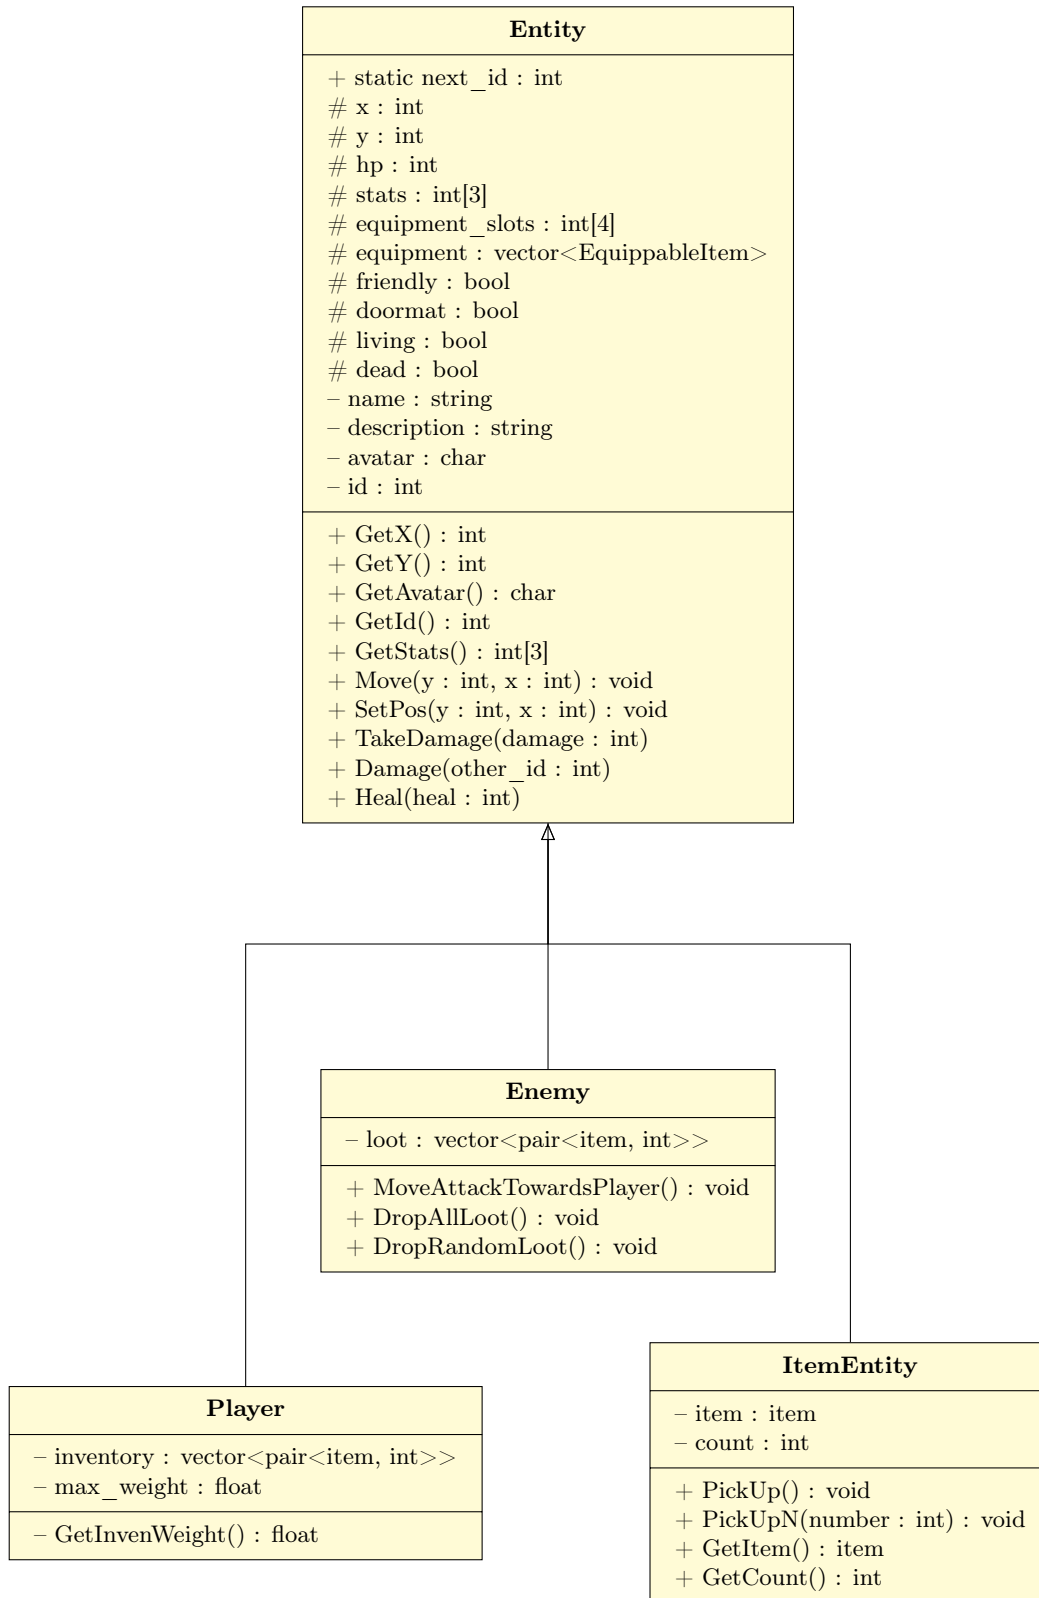 Entity
+ static next_id : int
# x : int
# y : int
# hp : int
# stats : int[3]
# equipment_slots : int[4]
# equipment : vector<EquippableItem>
# friendly : bool
# doormat : bool
# living : bool
# dead : bool
– name : string
– description : string
– avatar : char
– id : int
+ GetX() : int
+ GetY() : int
+ GetAvatar() : char
+ GetId() : int
+ GetStats() : int[3]
+ Move(y : int, x : int) : void
+ SetPos(y : int, x : int) : void
+ TakeDamage(damage : int)
+ Damage(other_id : int)
+ Heal(heal : int)
Enemy
– loot : vector<pair<item, int>>
+ MoveAttackTowardsPlayer() : void
+ DropAllLoot() : void
+ DropRandomLoot() : void
Player
– inventory : vector<pair<item, int>>
– max_weight : float
– GetInvenWeight() : float
ItemEntity
– item : item
– count : int
+ PickUp() : void
+ PickUpN(number : int) : void
+ GetItem() : item
+ GetCount() : int